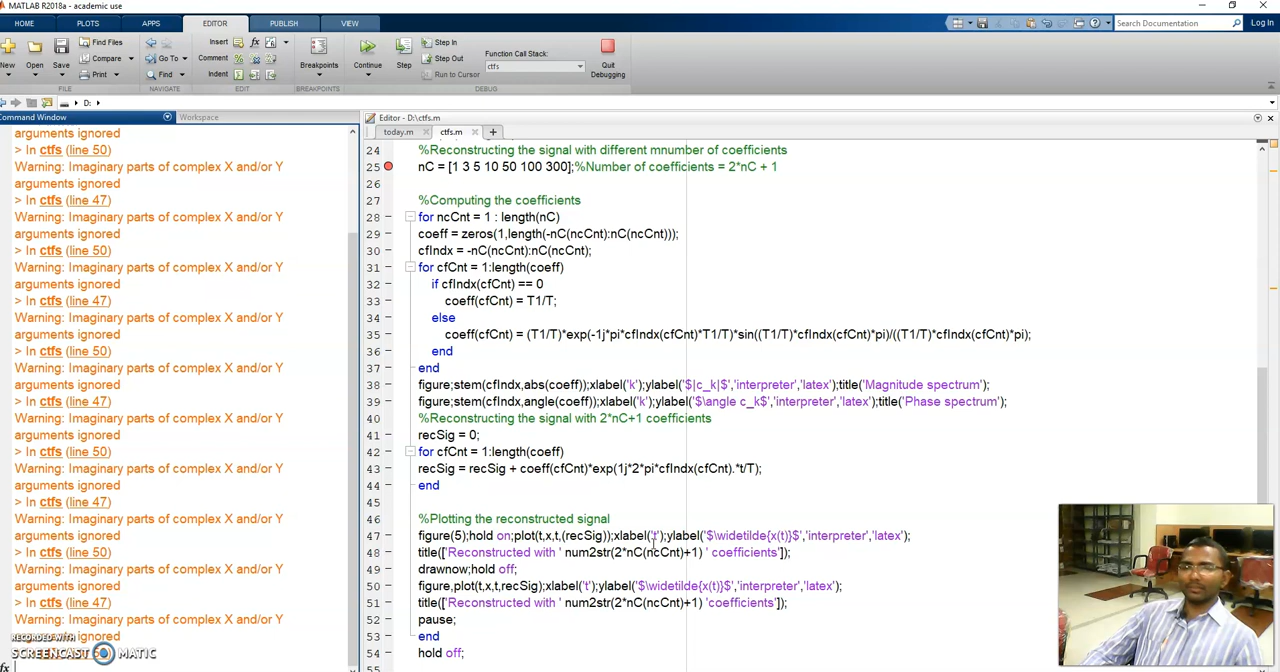 MATLAB R2018a - academic use
HOME PLOTS APPS EDITOR PUBLISH VIEW
Search Documentation Log In
New Open Save Find Files Compare Print
Insert Comment Indent fx
Go To Find
Breakpoints Continue Step Step In Step Out Run to Cursor
Function Call Stack:
ctfs
Quit Debugging
FILE NAVIGATE EDIT BREAKPOINTS DEBUG
D:
Command Window Workspace
Editor - D:\ctfs.m
today.m ctfs.m
arguments ignored
> In ctfs (line 50)
Warning: Imaginary parts of complex X and/or Y
arguments ignored
> In ctfs (line 47)
Warning: Imaginary parts of complex X and/or Y
arguments ignored
> In ctfs (line 50)
Warning: Imaginary parts of complex X and/or Y
arguments ignored
> In ctfs (line 47)
Warning: Imaginary parts of complex X and/or Y
arguments ignored
> In ctfs (line 50)
Warning: Imaginary parts of complex X and/or Y
arguments ignored
> In ctfs (line 47)
Warning: Imaginary parts of complex X and/or Y
arguments ignored
> In ctfs (line 50)
Warning: Imaginary parts of complex X and/or Y
arguments ignored
> In ctfs (line 47)
Warning: Imaginary parts of complex X and/or Y
arguments ignored
> In ctfs (line 50)
Warning: Imaginary parts of complex X and/or Y
ignored
RECORDED WITH
SCREENCAST MATIC
fx
24 %Reconstructing the signal with different mnumber of coefficients
25 nC = [1 3 5 10 50 100 300];%Number of coefficients = 2*nC + 1
26
27 %Computing the coefficients
28 for ncCnt = 1 : length(nC)
29 coeff = zeros(1,length(-nC(ncCnt):nC(ncCnt)));
30 cfIndx = -nC(ncCnt):nC(ncCnt);
31 for cfCnt = 1:length(coeff)
32 if cfIndx(cfCnt) == 0
33 coeff(cfCnt) = T1/T;
34 else
35 coeff(cfCnt) = (T1/T)*exp(-1j*pi*cfIndx(cfCnt)*T1/T)*sin((T1/T)*cfIndx(cfCnt)*pi)/((T1/T)*cfIndx(cfCnt)*pi);
36 end
37 end
38 figure;stem(cfIndx,abs(coeff));xlabel('k');ylabel('$|c_k|$','interpreter','latex');title('Magnitude spectrum');
39 figure;stem(cfIndx,angle(coeff));xlabel('k');ylabel('$\angle c_k$','interpreter','latex');title('Phase spectrum');
40 %Reconstructing the signal with 2*nC+1 coefficients
41 recSig = 0;
42 for cfCnt = 1:length(coeff)
43 recSig = recSig + coeff(cfCnt)*exp(1j*2*pi*cfIndx(cfCnt).*t/T);
44 end
45
46 %Plotting the reconstructed signal
47 figure(5);hold on;plot(t,x,t,(recSig));xlabel('t');ylabel('$\widetilde{x(t)}$','interpreter','latex');
48 title(['Reconstructed with ' num2str(2*nC(ncCnt)+1) ' coefficients']);
49 drawnow;hold off;
50 figure,plot(t,x,t,recSig);xlabel('t');ylabel('$\widetilde{x(t)}$','interpreter','latex');
51 title(['Reconstructed with ' num2str(2*nC(ncCnt)+1) 'coefficients']);
52 pause;
53 end
54 hold off;
55